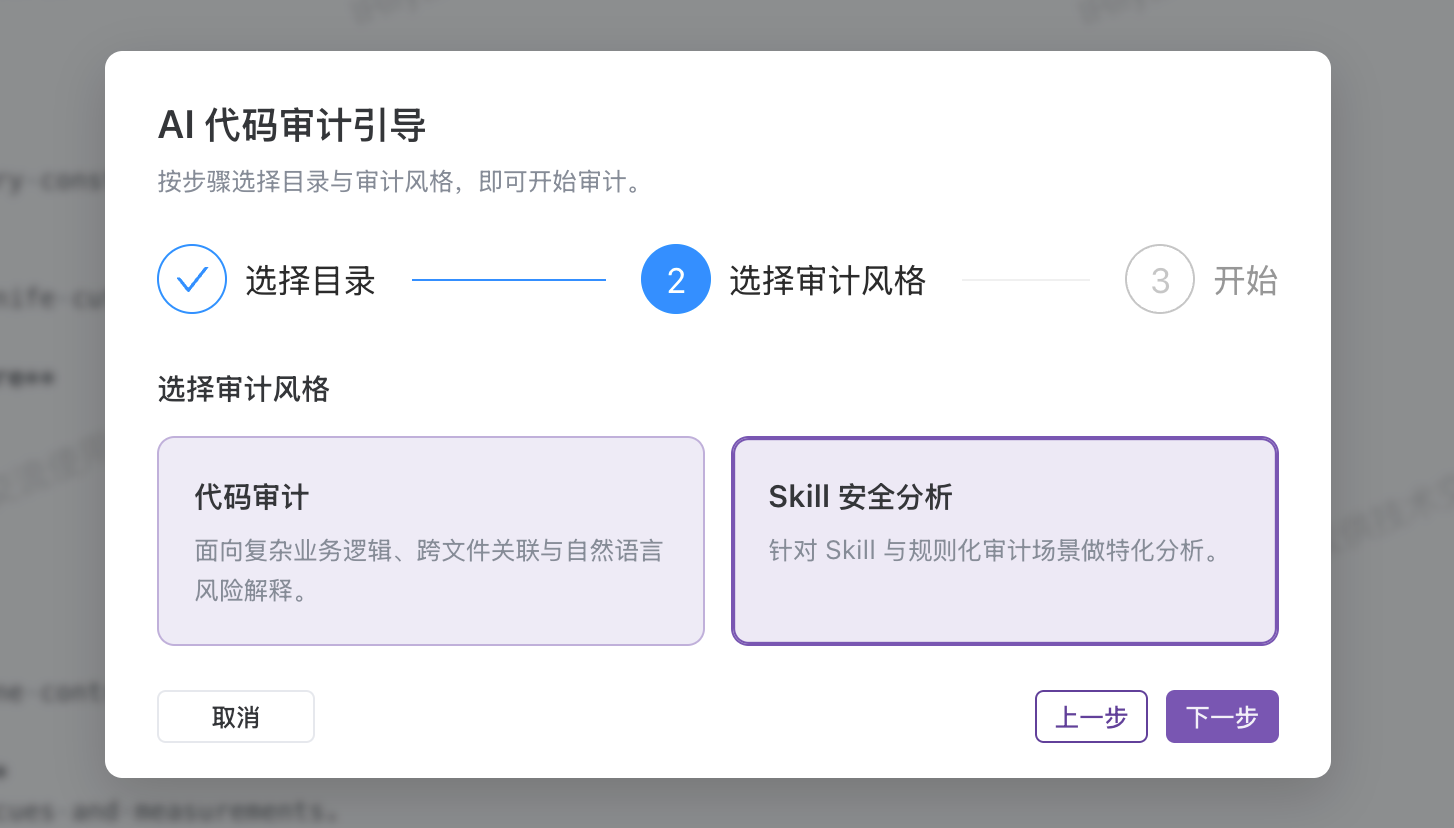 AI 代码审计引导
按步骤选择目录与审计风格，即可开始审计。
选择目录
2
选择审计风格
3
开始
选择审计风格
代码审计
面向复杂业务逻辑、跨文件关联与自然语言
风险解释。
Skill 安全分析
针对 Skill 与规则化审计场景做特化分析。
取消
上一步
下一步
cues-and-measurements.